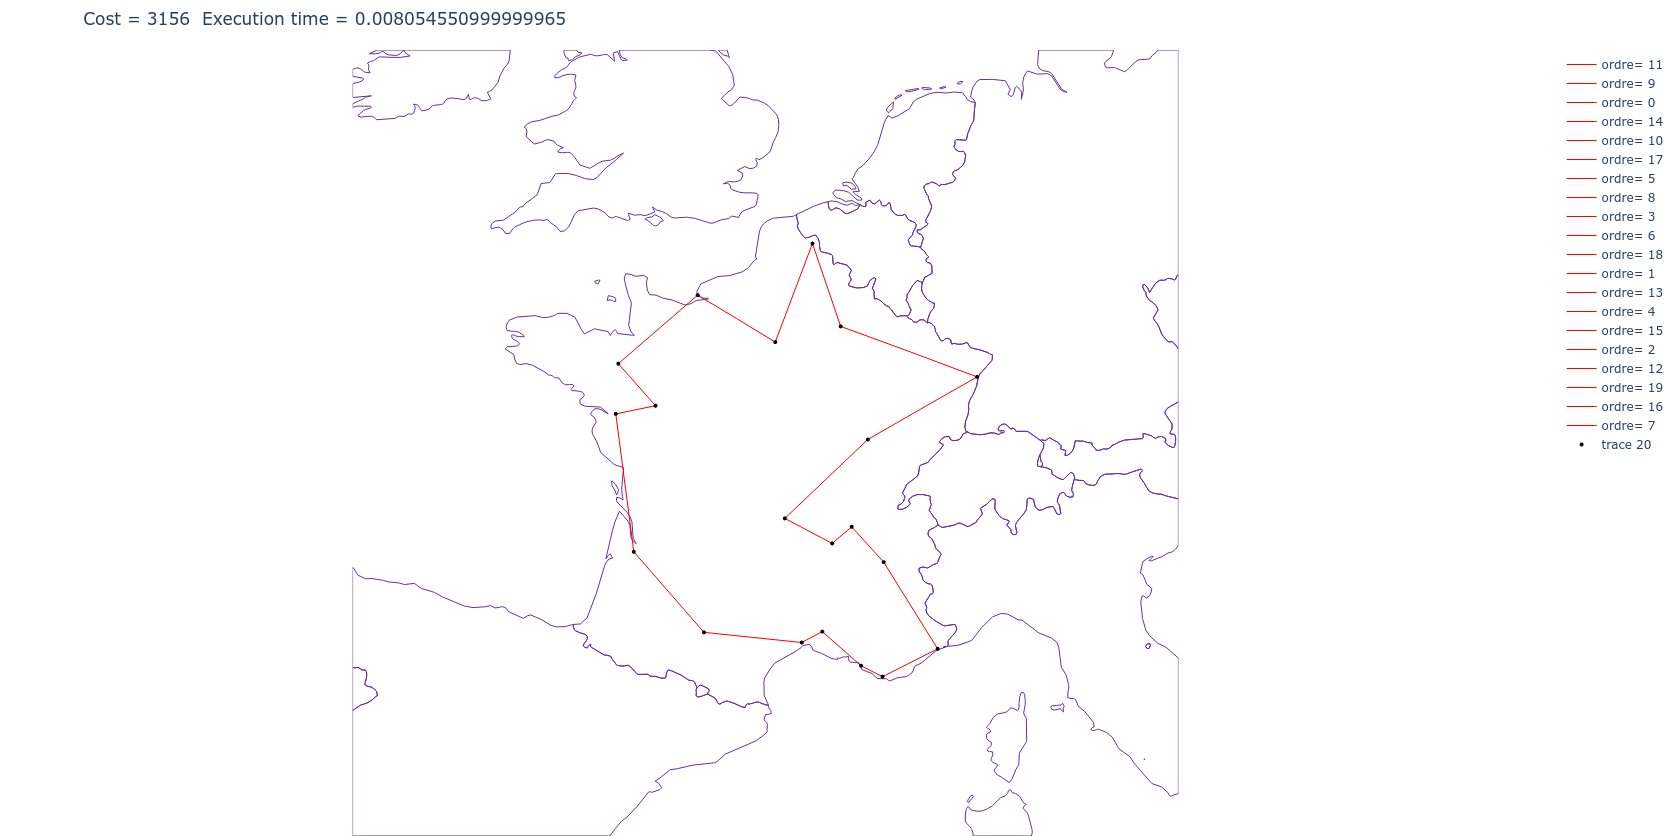 Cost = 3156  Execution time = 0.008054550999999965
ordre= 11
ordre= 9
ordre= 0
ordre= 14
ordre= 10
ordre= 17
ordre= 5
ordre= 8
ordre= 3
ordre= 6
ordre= 18
ordre= 1
ordre= 13
ordre= 4
ordre= 15
ordre= 2
ordre= 12
ordre= 19
ordre= 16
ordre= 7
trace 20